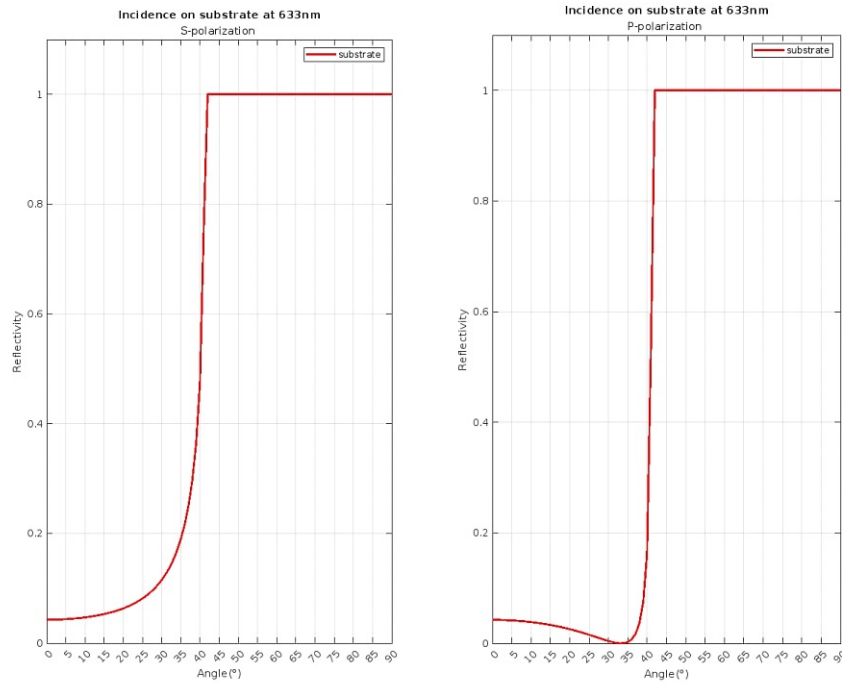 Incidence on substrate at 633nm
S-polarization
substrate
1
0.8
0.6
0.4
0.2
0
Reflectivity
0 5 10 15 20 25 30 35 40 45 50 55 60 65 70 75 80 85 90
Angle(°)
Incidence on substrate at 633nm
P-polarization
substrate
1
0.8
0.6
0.4
0.2
0
Reflectivity
0 5 10 15 20 25 30 35 40 45 50 55 60 65 70 75 80 85 90
Angle(°)